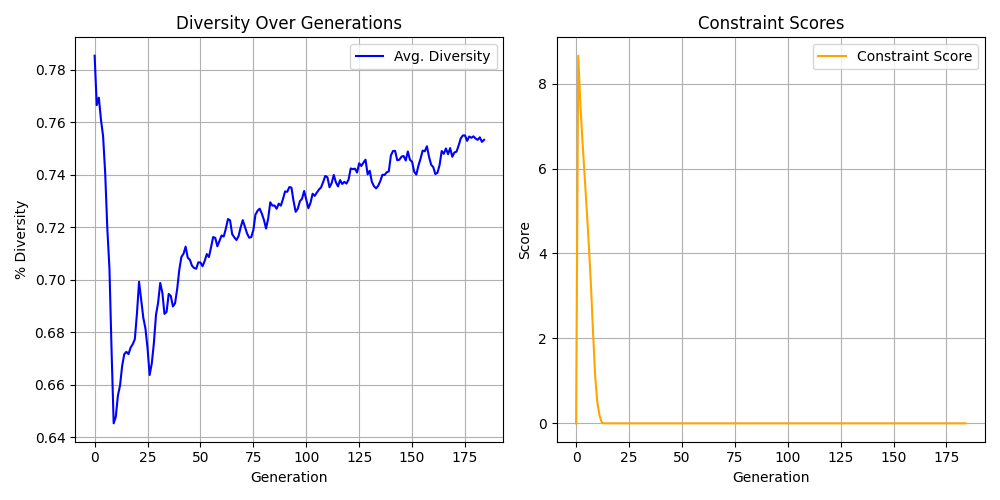 Diversity Over Generations
Avg. Diversity
% Diversity
0.78
0.76
0.74
0.72
0.70
0.68
0.66
0.64
0 25 50 75 100 125 150 175
Generation
Constraint Scores
Constraint Score
Score
8
6
4
2
0
0 25 50 75 100 125 150 175
Generation